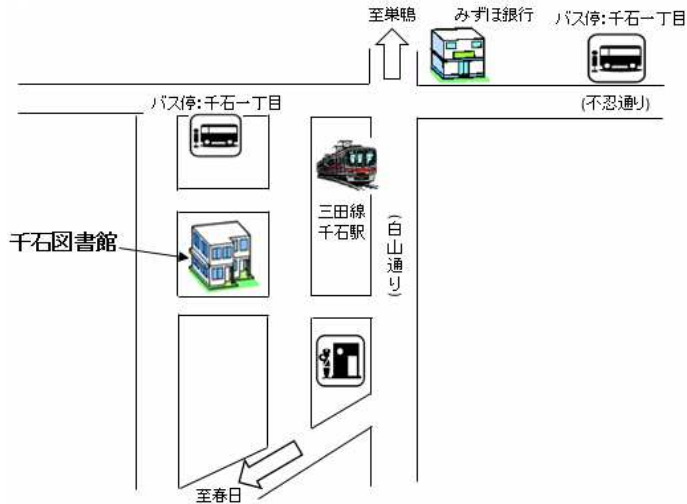 至巣鴨
みずほ銀行
バス停:千石一丁目
バス停:千石一丁目
(不忍通り)
三田線
千石駅
(白山通り)
千石図書館
至春日